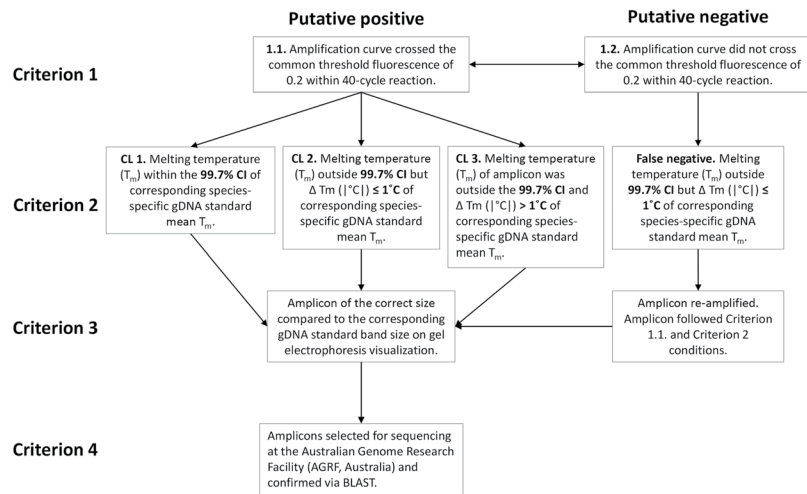 Putative positive
Putative negative
Criterion 1
1.1. Amplification curve crossed the
common threshold fluorescence of
0.2 within 40-cycle reaction.
1.2. Amplification curve did not cross
the common threshold fluorescence of
0.2 within 40-cycle reaction.
Criterion 2
CL 1. Melting temperature
(Tm) within the 99.7% CI of
corresponding species-
specific gDNA standard
mean Tm.
CL 2. Melting temperature
(Tm) outside 99.7% CI but
Δ Tm (|°C|) ≤ 1°C of
corresponding species-
specific gDNA standard
mean Tm.
CL 3. Melting temperature
(Tm) of amplicon was
outside the 99.7% CI and
Δ Tm (|°C|) > 1°C of
corresponding species-
specific gDNA standard
mean Tm.
False negative. Melting
temperature (Tm) outside
99.7% CI but Δ Tm (|°C|) ≤
1°C of corresponding
species-specific gDNA
standard mean Tm.
Criterion 3
Amplicon of the correct size
compared to the corresponding
gDNA standard band size on gel
electrophoresis visualization.
Amplicon re-amplified.
Amplicon followed Criterion
1.1. and Criterion 2
conditions.
Criterion 4
Amplicons selected for sequencing
at the Australian Genome Research
Facility (AGRF, Australia) and
confirmed via BLAST.